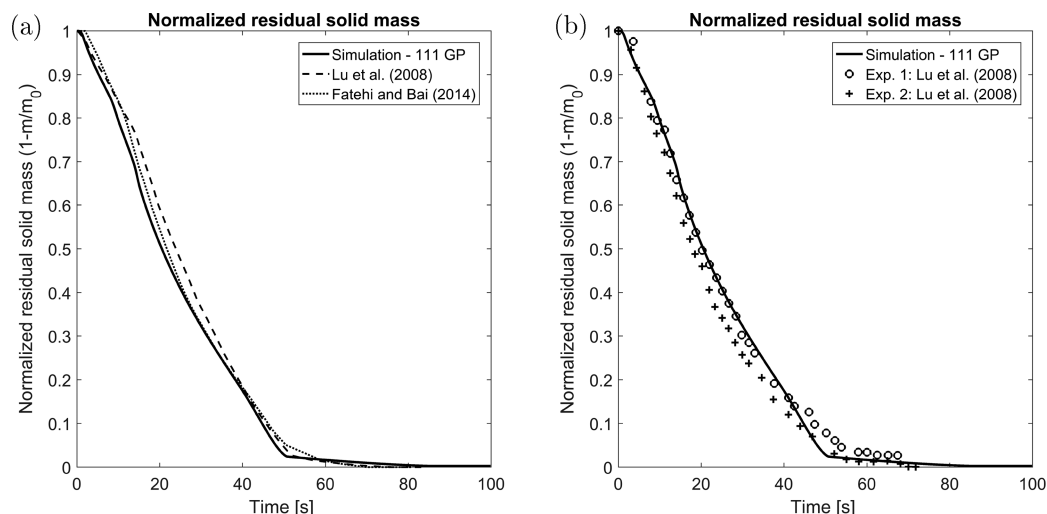 (a)
Normalized residual solid mass
Simulation - 111 GP
Lu et al. (2008)
Fatehi and Bai (2014)
Normalized residual solid mass (1-m/m0)
1
0.9
0.8
0.7
0.6
0.5
0.4
0.3
0.2
0.1
0
0 20 40 60 80 100
Time [s]
(b)
Normalized residual solid mass
Simulation - 111 GP
Exp. 1: Lu et al. (2008)
Exp. 2: Lu et al. (2008)
Normalized residual solid mass (1-m/m0)
1
0.9
0.8
0.7
0.6
0.5
0.4
0.3
0.2
0.1
0
0 20 40 60 80 100
Time [s]